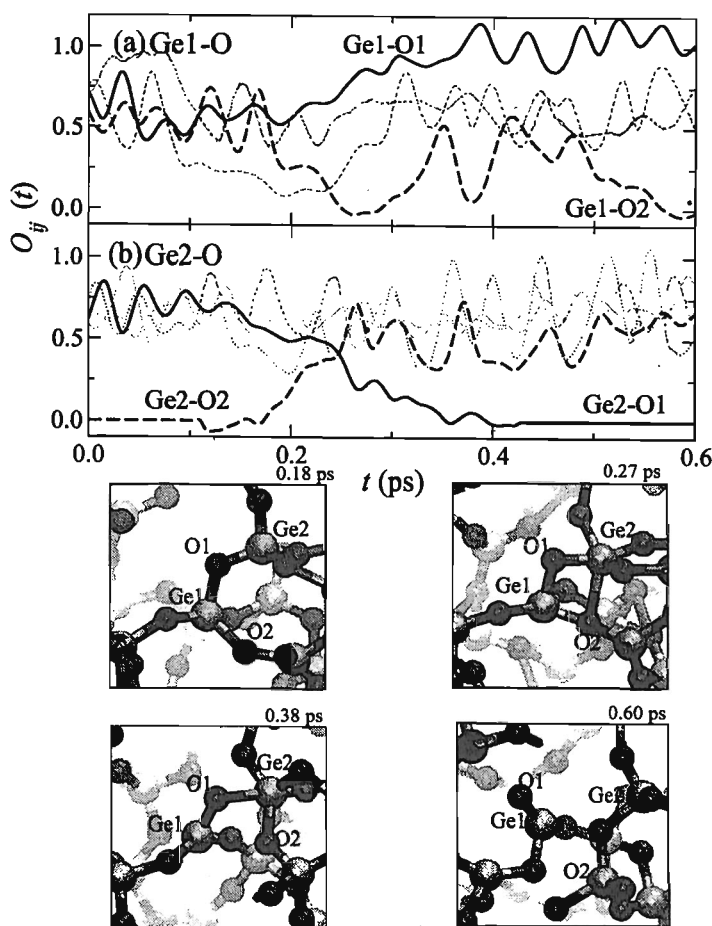 1.0
(a) Ge1-O
Ge1-O1
0.5
0.0
Ge1-O2
O_ij (t)
1.0
(b) Ge2-O
0.5
Ge2-O2
Ge2-O1
0.0
0.0 0.2 0.4 0.6
t (ps)
0.18 ps
0.27 ps
O1
Ge2
Ge1
O2
O1
Ge2
Ge1
O2
0.38 ps
0.60 ps
O1
Ge2
Ge1
O2
O1
Ge2
Ge1
O2